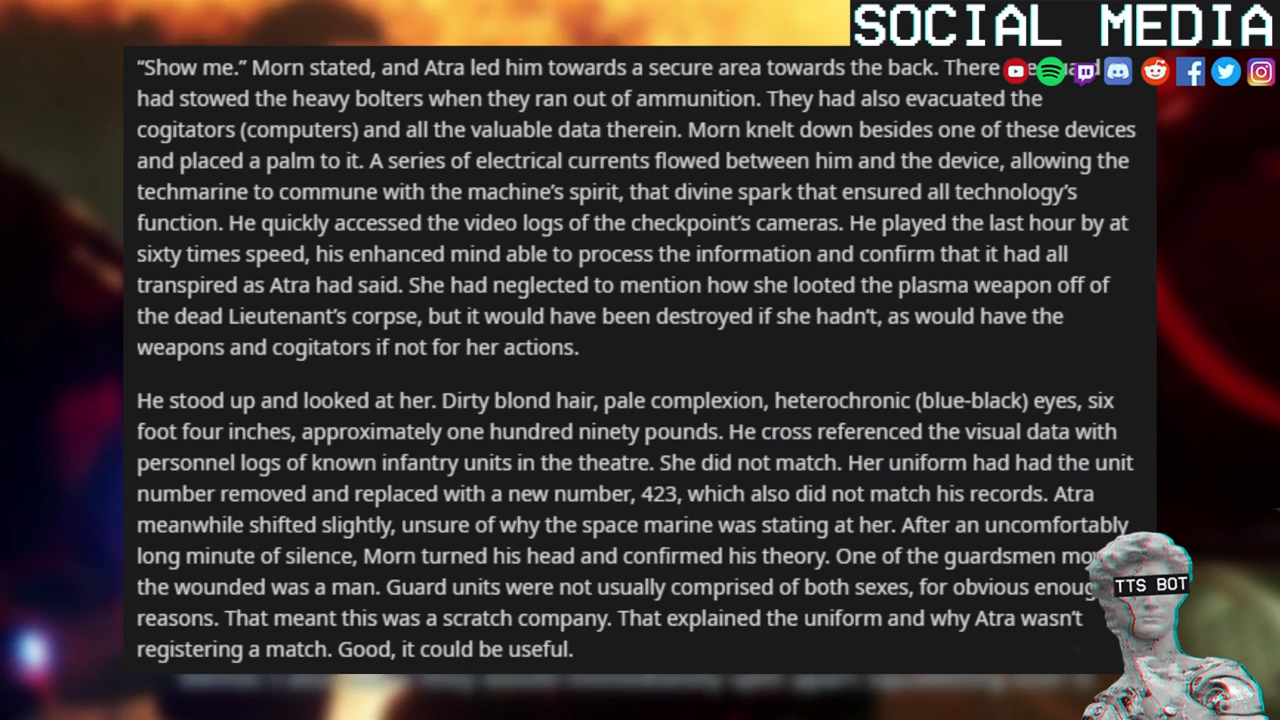 SOCIAL MEDIA
“Show me.” Morn stated, and Atra led him towards a secure area towards the back. There
had stowed the heavy bolters when they ran out of ammunition. They had also evacuated the
cogitators (computers) and all the valuable data therein. Morn knelt down besides one of these devices
and placed a palm to it. A series of electrical currents flowed between him and the device, allowing the
techmarine to commune with the machine’s spirit, that divine spark that ensured all technology’s
function. He quickly accessed the video logs of the checkpoint’s cameras. He played the last hour by at
sixty times speed, his enhanced mind able to process the information and confirm that it had all
transpired as Atra had said. She had neglected to mention how she looted the plasma weapon off of
the dead Lieutenant’s corpse, but it would have been destroyed if she hadn’t, as would have the
weapons and cogitators if not for her actions.
He stood up and looked at her. Dirty blond hair, pale complexion, heterochronic (blue-black) eyes, six
foot four inches, approximately one hundred ninety pounds. He cross referenced the visual data with
personnel logs of known infantry units in the theatre. She did not match. Her uniform had had the unit
number removed and replaced with a new number, 423, which also did not match his records. Atra
meanwhile shifted slightly, unsure of why the space marine was stating at her. After an uncomfortably
long minute of silence, Morn turned his head and confirmed his theory. One of the guardsmen
the wounded was a man. Guard units were not usually comprised of both sexes, for obvious
reasons. That meant this was a scratch company. That explained the uniform and why Atra wasn’t
registering a match. Good, it could be useful.
TTS BOT